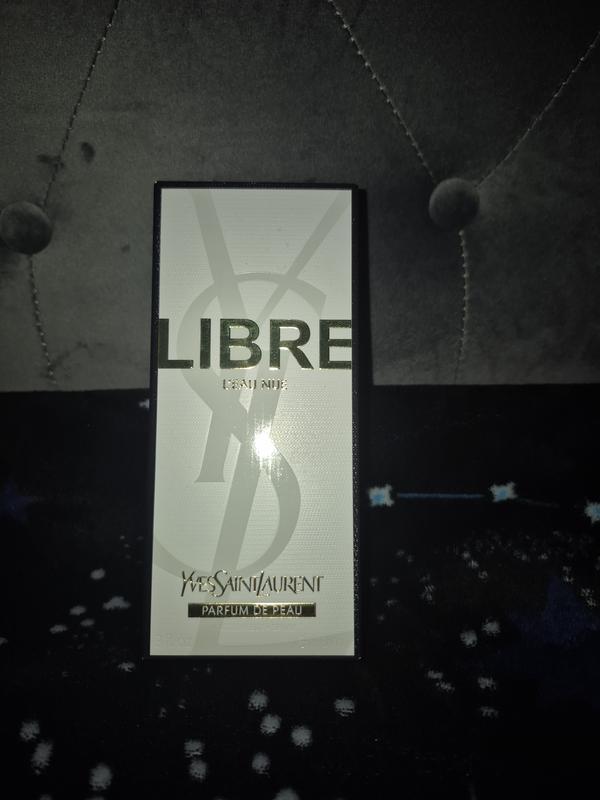 LIBRE
L'EAU NUE
YVESSAINTLAURENT
PARFUM DE PEAU